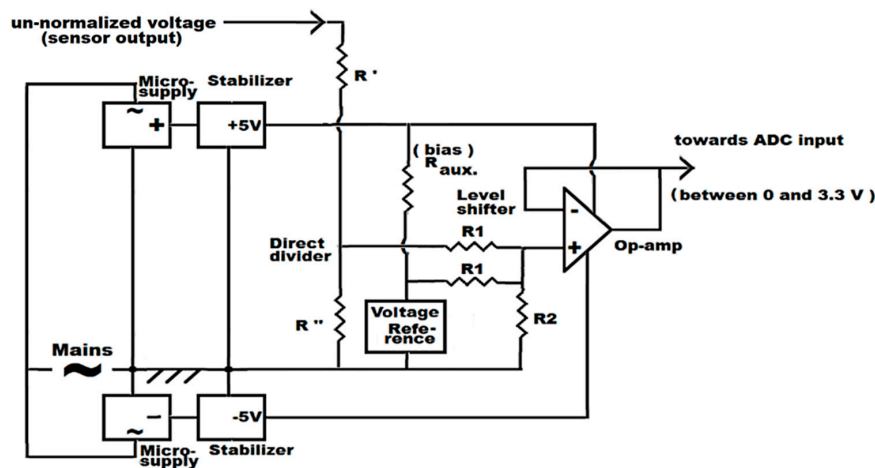 un-normalized voltage
(sensor output)
R '
Micro-
supply
Stabilizer
~
+
+5V
( bias )
R aux.
towards ADC input
(between 0 and 3.3 V )
Level
shifter
-
+
Op-amp
R1
Direct
divider
R1
R "
Voltage
Refe-
rence
R2
Mains
~
−
~
-5V
Micro-
supply
Stabilizer